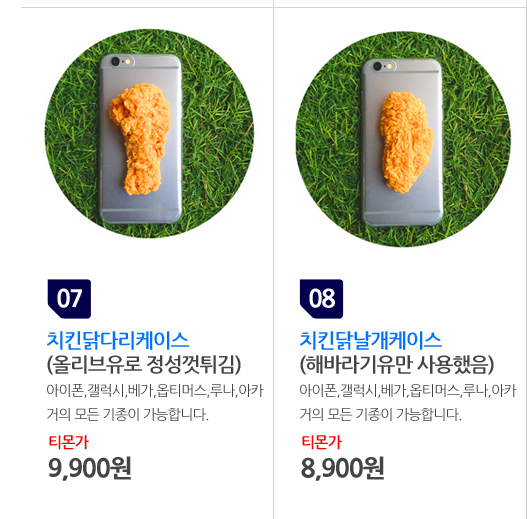 07
치킨닭다리케이스
(올리브유로 정성껏튀김)
아이폰,갤럭시,베가,옵티머스,루나,아카
거의 모든 기종이 가능합니다.
티몬가
9,900원
08
치킨닭날개케이스
(해바라기유만 사용했음)
아이폰,갤럭시,베가,옵티머스,루나,아카
거의 모든 기종이 가능합니다.
티몬가
8,900원